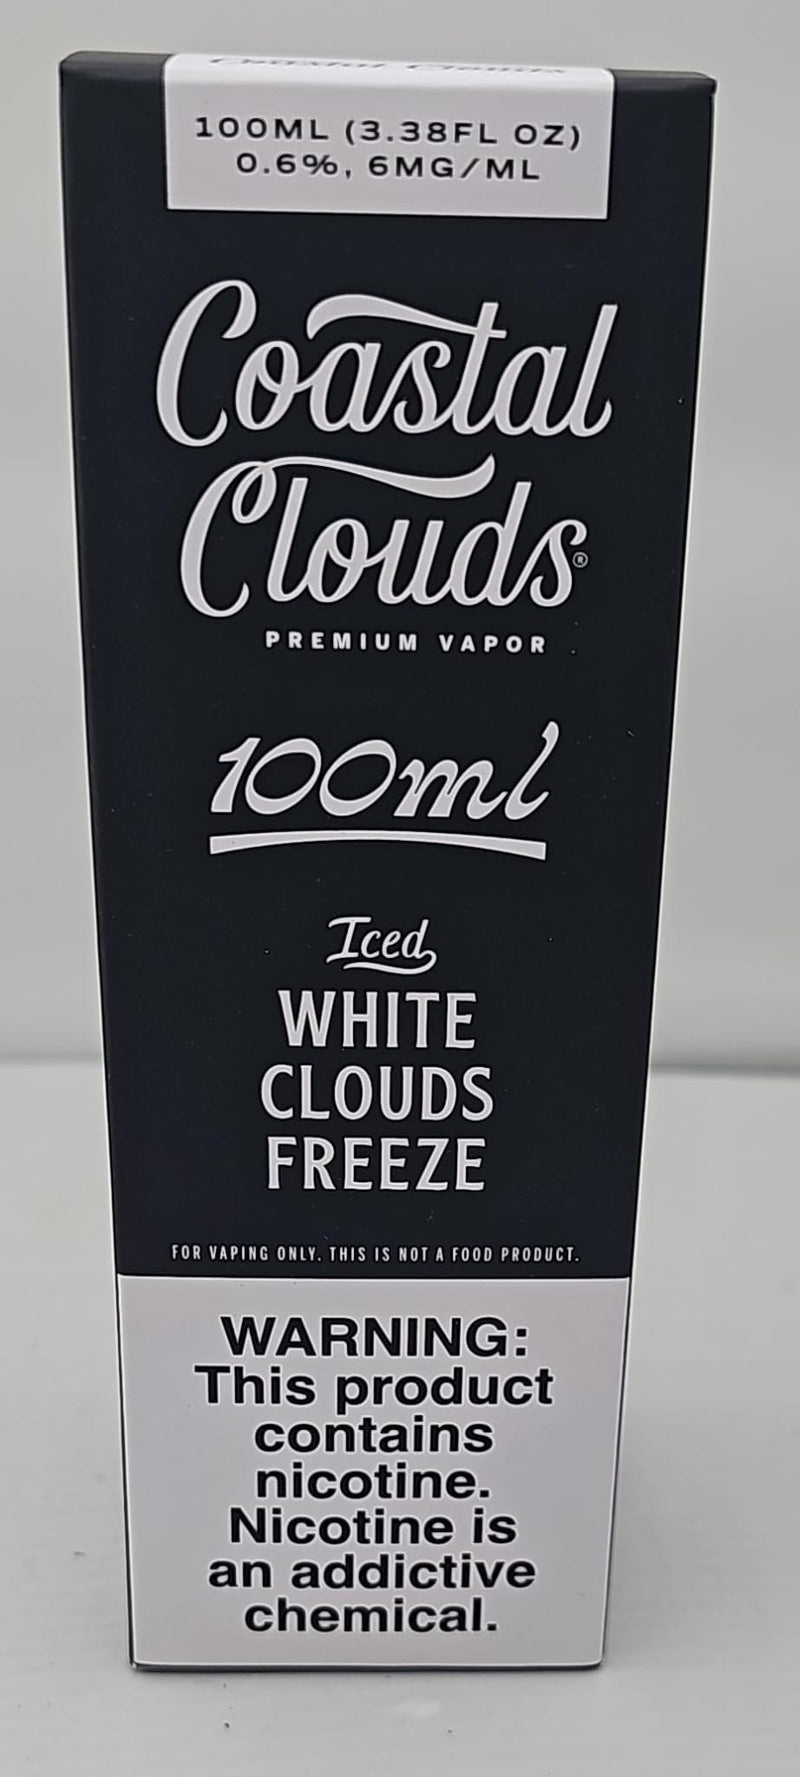 100ML (3.38FL OZ)
0.6%, 6MG/ML
Coastal
Clouds®
PREMIUM VAPOR
100ml
Iced
WHITE
CLOUDS
FREEZE
FOR VAPING ONLY. THIS IS NOT A FOOD PRODUCT.
WARNING:
This product
contains
nicotine.
Nicotine is
an addictive
chemical.